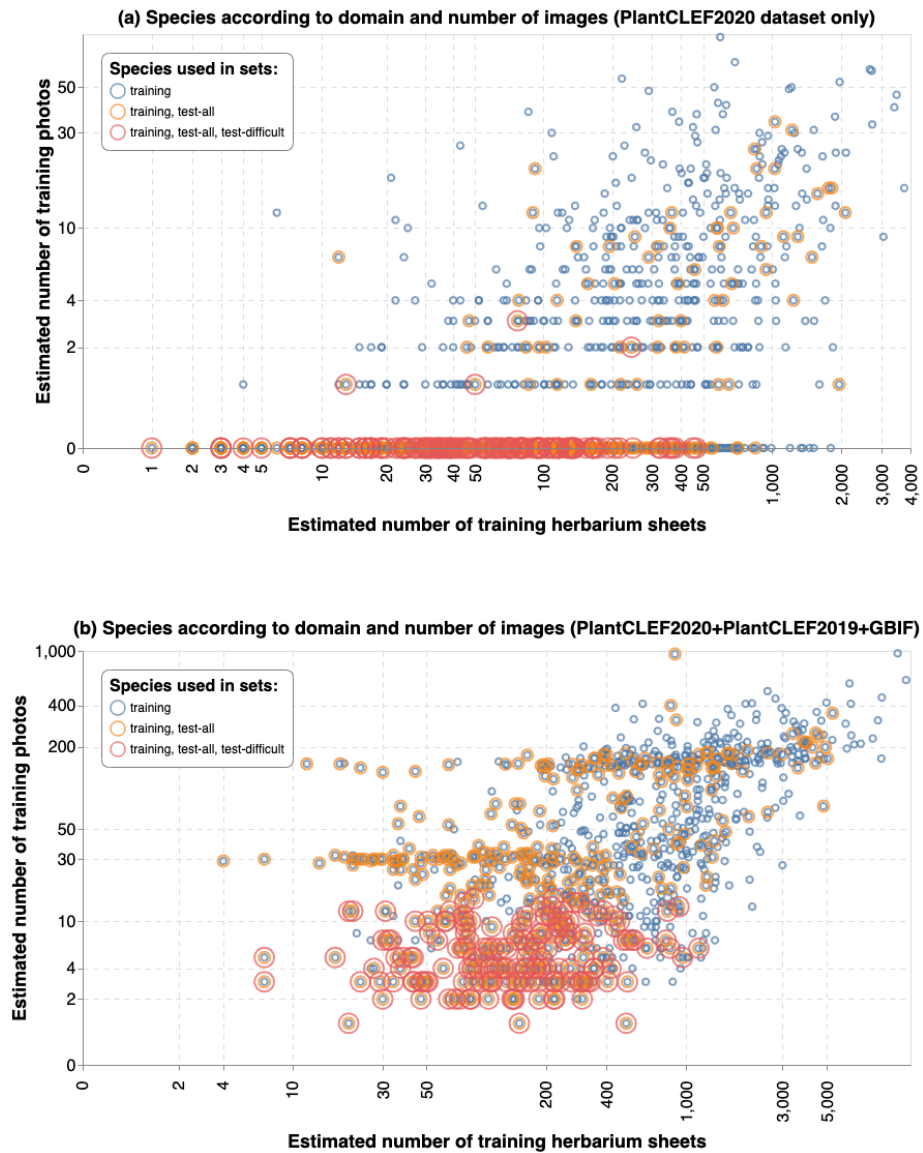 (a) Species according to domain and number of images (PlantCLEF2020 dataset only)
Species used in sets:
training
training, test-all
training, test-all, test-difficult
Estimated number of training photos
50
30
10
4
2
0
0 1 2 3 4 5 10 20 30 40 50 100 200 300 400 500 1,000 2,000 3,000 4,000
Estimated number of training herbarium sheets
(b) Species according to domain and number of images (PlantCLEF2020+PlantCLEF2019+GBIF)
Species used in sets:
training
training, test-all
training, test-all, test-difficult
Estimated number of training photos
1,000
400
200
50
30
10
4
2
0
0 2 4 10 30 50 200 400 1,000 3,000 5,000
Estimated number of training herbarium sheets